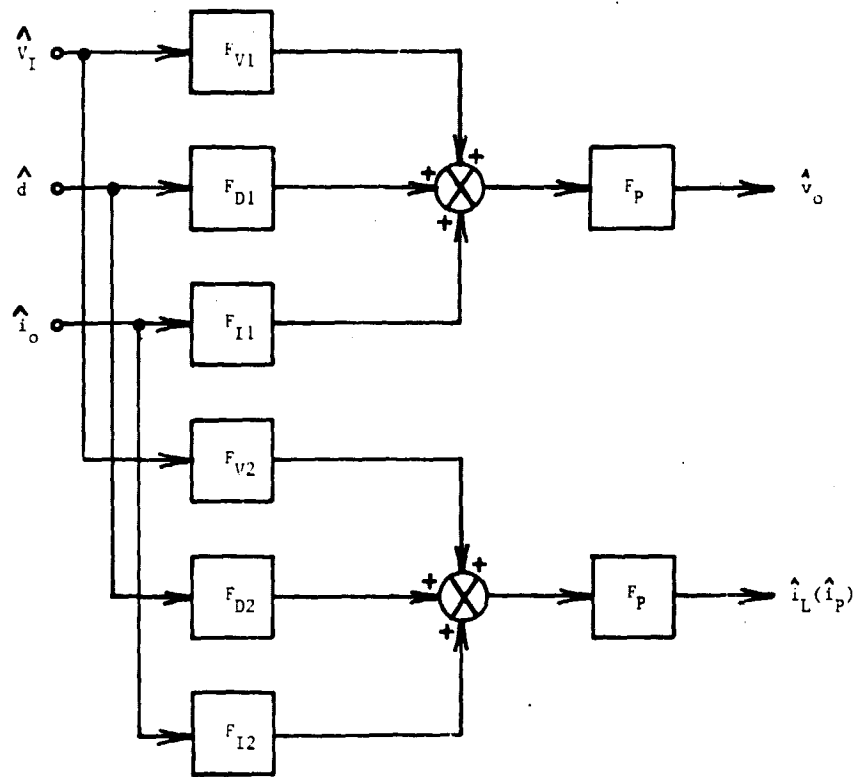 V̂_I
F_V1
+
+
d̂
F_D1
F_P
v̂_o
+
î_o
F_I1
F_V2
+
+
F_D2
F_P
î_L(î_p)
+
F_I2